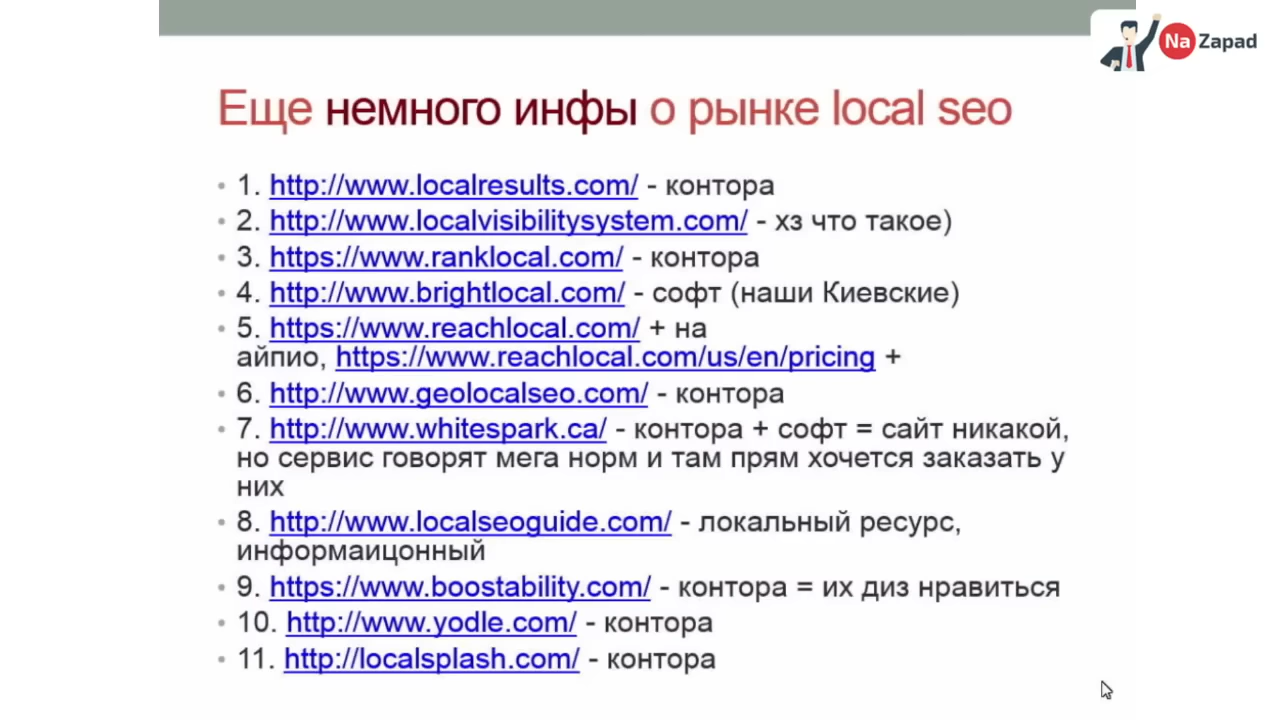 Na Zapad
Еще немного инфы о рынке local seo
• 1. http://www.localresults.com/ - контора
• 2. http://www.localvisibilitysystem.com/ - хз что такое)
• 3. https://www.ranklocal.com/ - контора
• 4. http://www.brightlocal.com/ - софт (наши Киевские)
• 5. https://www.reachlocal.com/ + на
айпио, https://www.reachlocal.com/us/en/pricing +
• 6. http://www.geolocalseo.com/ - контора
• 7. http://www.whitespark.ca/ - контора + софт = сайт никакой,
но сервис говорят мега норм и там прям хочется заказать у
них
• 8. http://www.localseoguide.com/ - локальный ресурс,
информаицонный
• 9. https://www.boostability.com/ - контора = их диз нравиться
• 10. http://www.yodle.com/ - контора
• 11. http://localsplash.com/ - контора